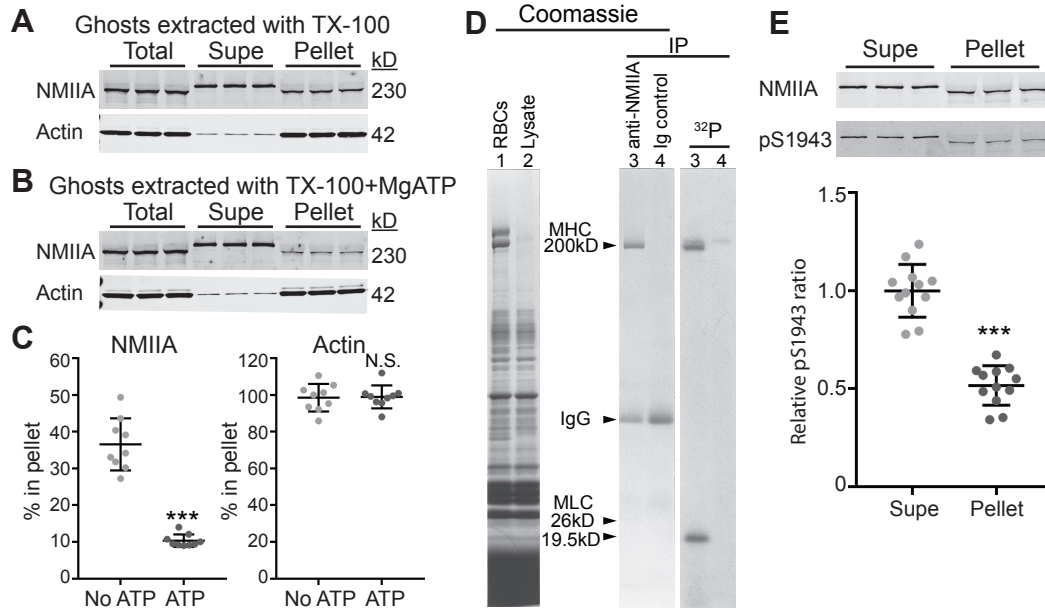 A
Ghosts extracted with TX-100
Total Supe Pellet kD
NMIIA 230
Actin 42
B
Ghosts extracted with TX-100+MgATP
Total Supe Pellet kD
NMIIA 230
Actin 42
C
NMIIA
% in pellet
60
50
40
30
20
10
0
***
No ATP ATP
Actin
% in pellet
120
100
80
60
40
20
0
N.S.
No ATP ATP
D
Coomassie
IP
RBCs
Lysate
anti-NMIIA
Ig control
32P
1 2 3 4 3 4
MHC
200kD
IgG
MLC
26kD
19.5kD
E
Supe Pellet
NMIIA
pS1943
Relative pS1943 ratio
1.5
1.0
0.5
0
***
Supe Pellet